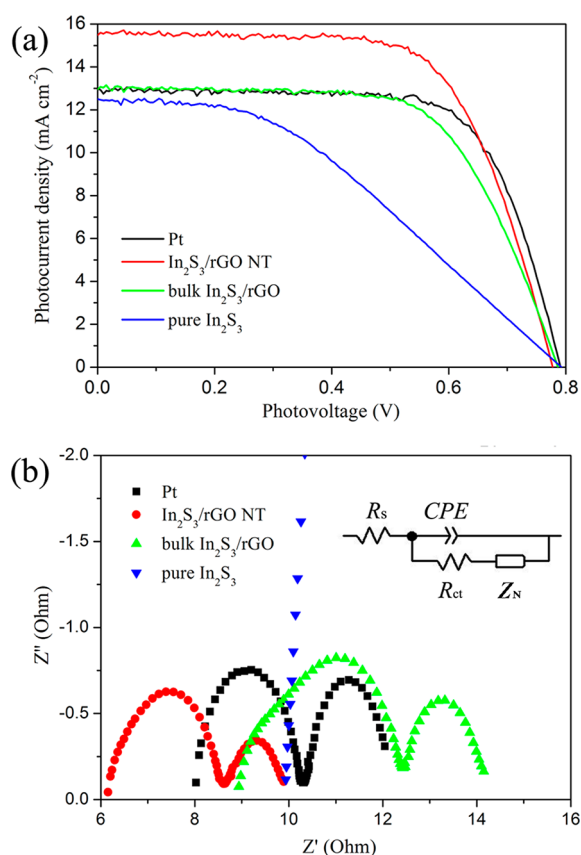 (a)
16
14
12
10
8
6
4
2
0
Photocurrent density (mA cm⁻²)
Pt
In₂S₃/rGO NT
bulk In₂S₃/rGO
pure In₂S₃
0.0 0.2 0.4 0.6 0.8
Photovoltage (V)
(b)
-2.0
-1.5
-1.0
-0.5
0.0
Z'' (Ohm)
Pt
In₂S₃/rGO NT
bulk In₂S₃/rGO
pure In₂S₃
Rs CPE
Rct ZN
6 8 10 12 14 16
Z' (Ohm)